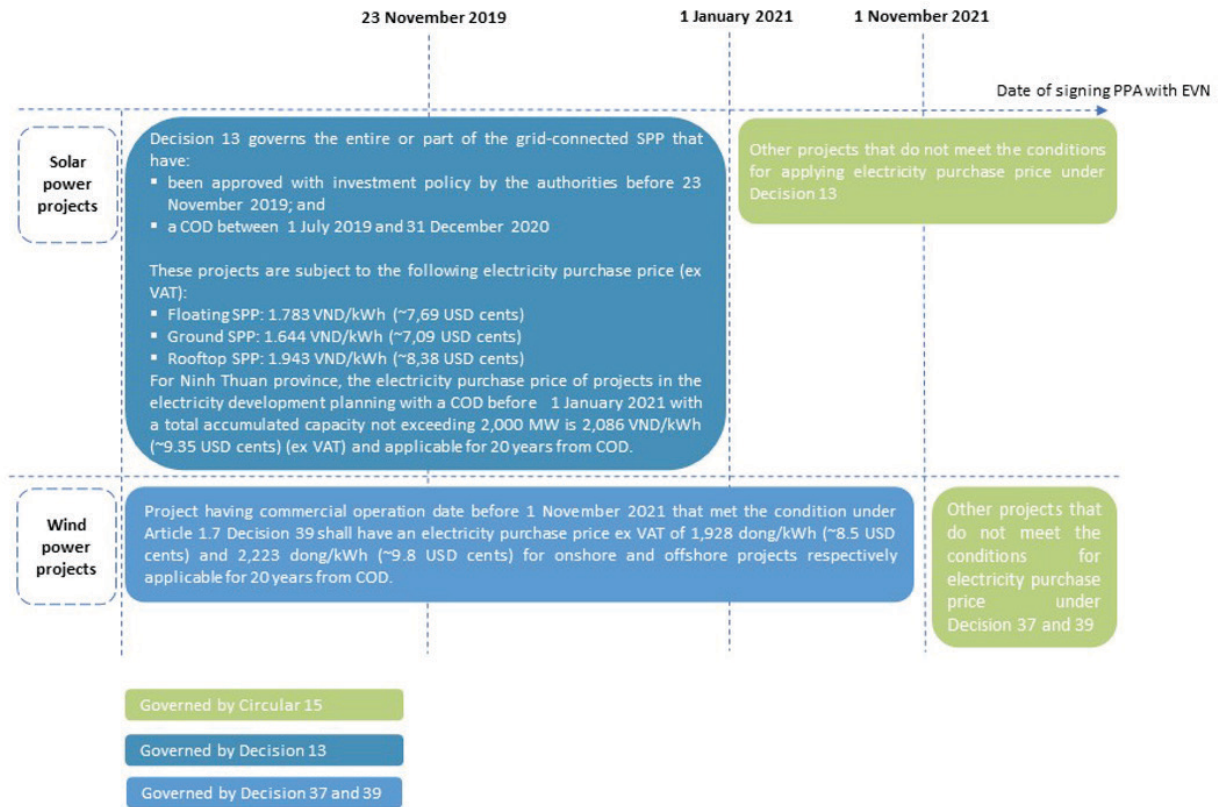 23 November 2019
1 January 2021
1 November 2021
Date of signing PPA with EVN
Solar
power
projects
Decision 13 governs the entire or part of the grid-connected SPP that
have:
▪ been approved with investment policy by the authorities before 23
November 2019; and
▪ a COD between 1 July 2019 and 31 December 2020
These projects are subject to the following electricity purchase price (ex
VAT):
▪ Floating SPP: 1.783 VND/kWh (~7,69 USD cents)
▪ Ground SPP: 1.644 VND/kWh (~7,09 USD cents)
▪ Rooftop SPP: 1.943 VND/kWh (~8,38 USD cents)
For Ninh Thuan province, the electricity purchase price of projects in the
electricity development planning with a COD before 1 January 2021 with
a total accumulated capacity not exceeding 2,000 MW is 2,086 VND/kWh
(~9.35 USD cents) (ex VAT) and applicable for 20 years from COD.
Other projects that do not meet the conditions
for applying electricity purchase price under
Decision 13
Wind
power
projects
Project having commercial operation date before 1 November 2021 that met the condition under
Article 1.7 Decision 39 shall have an electricity purchase price ex VAT of 1,928 dong/kWh (~8.5 USD
cents) and 2,223 dong/kWh (~9.8 USD cents) for onshore and offshore projects respectively
applicable for 20 years from COD.
Other projects that
do not meet the
conditions for
electricity purchase
price under
Decision 37 and 39
Governed by Circular 15
Governed by Decision 13
Governed by Decision 37 and 39